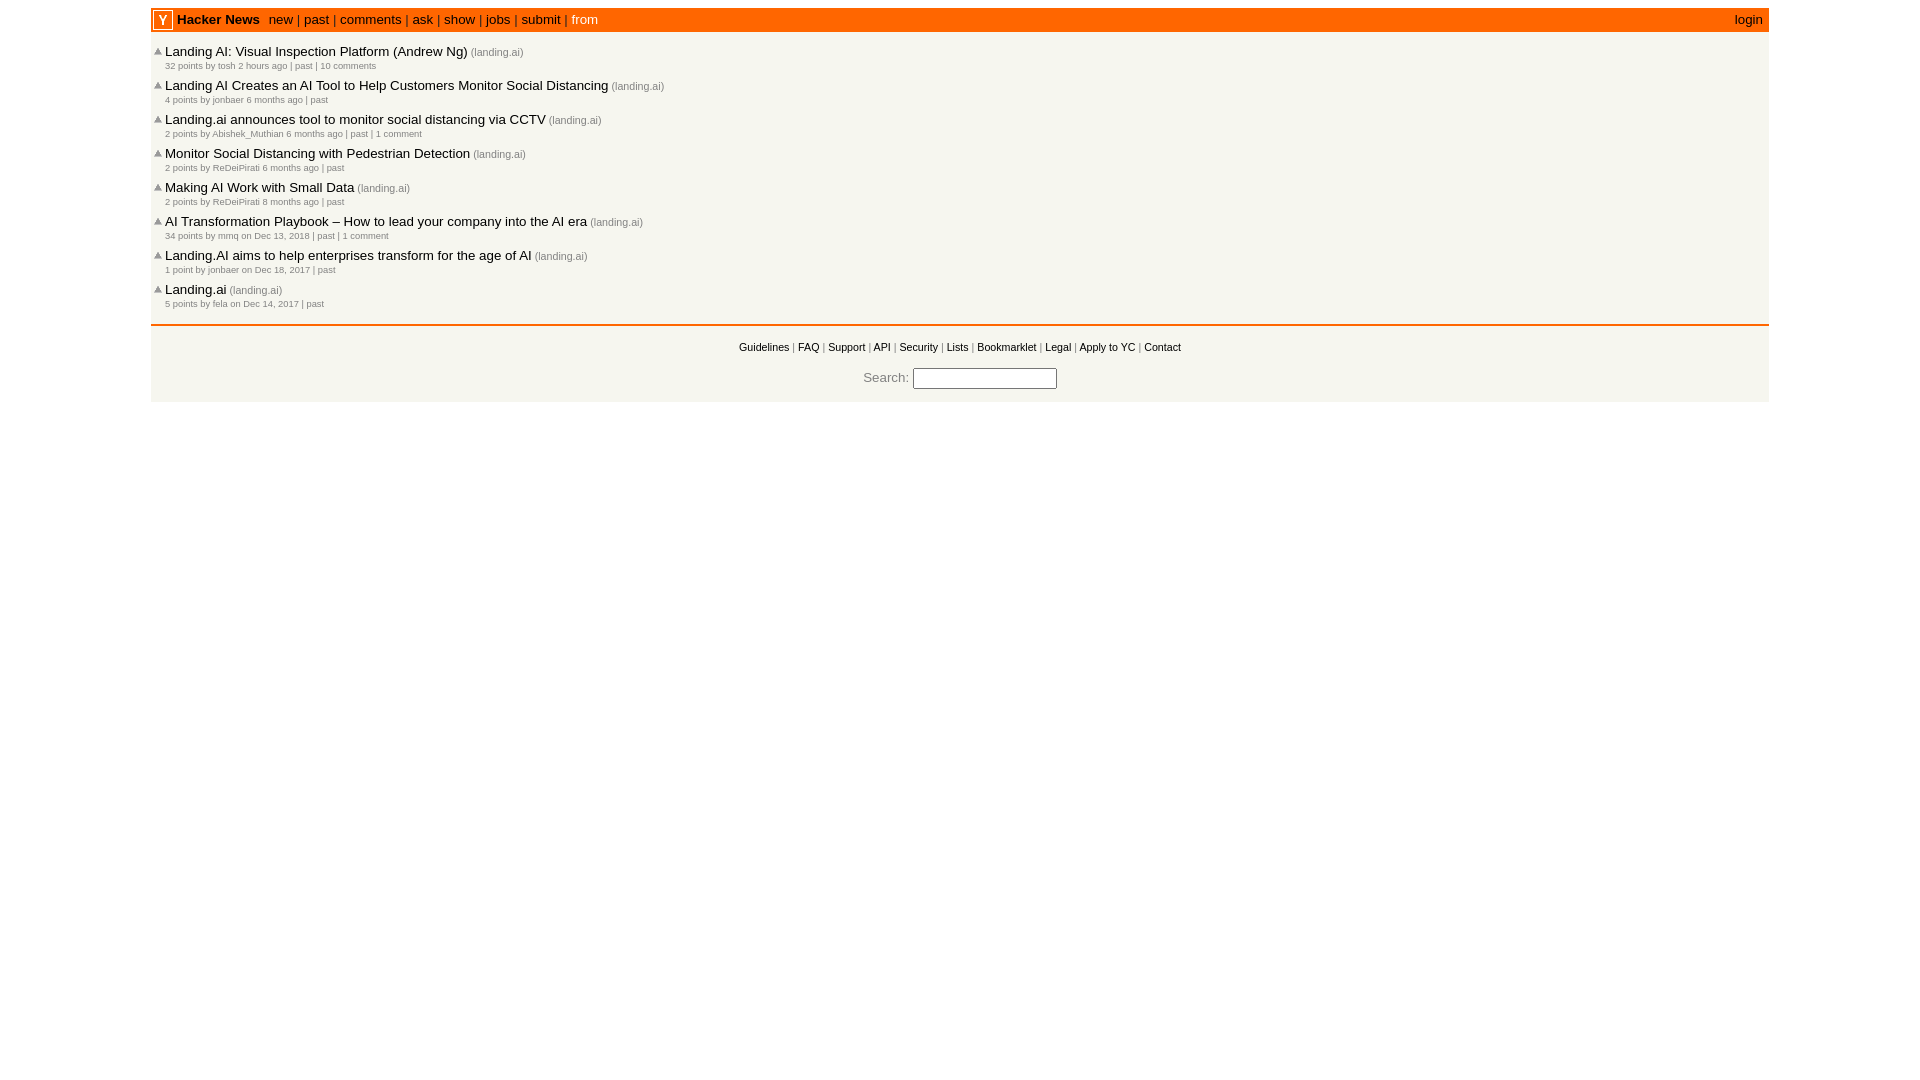 Y Hacker News new | past | comments | ask | show | jobs | submit | from login
Landing AI: Visual Inspection Platform (Andrew Ng) (landing.ai)
32 points by tosh 2 hours ago | past | 10 comments
Landing AI Creates an AI Tool to Help Customers Monitor Social Distancing (landing.ai)
4 points by jonbaer 6 months ago | past
Landing.ai announces tool to monitor social distancing via CCTV (landing.ai)
2 points by Abishek_Muthian 6 months ago | past | 1 comment
Monitor Social Distancing with Pedestrian Detection (landing.ai)
2 points by ReDeiPirati 6 months ago | past
Making AI Work with Small Data (landing.ai)
2 points by ReDeiPirati 8 months ago | past
AI Transformation Playbook – How to lead your company into the AI era (landing.ai)
34 points by mmq on Dec 13, 2018 | past | 1 comment
Landing.AI aims to help enterprises transform for the age of AI (landing.ai)
1 point by jonbaer on Dec 18, 2017 | past
Landing.ai (landing.ai)
5 points by fela on Dec 14, 2017 | past
Guidelines | FAQ | Support | API | Security | Lists | Bookmarklet | Legal | Apply to YC | Contact
Search: